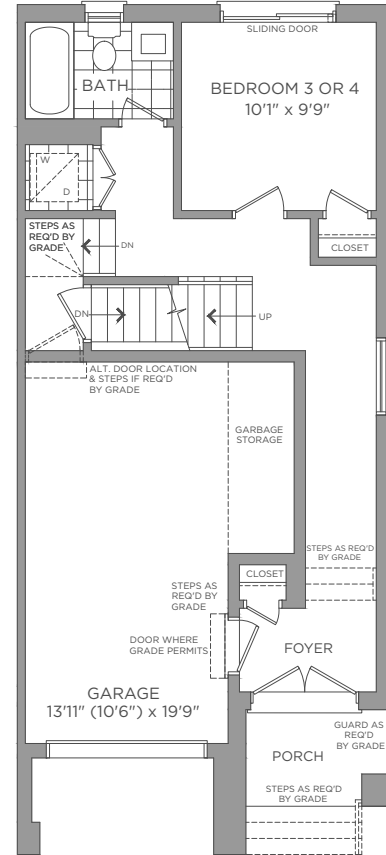 SLIDING DOOR
BATH
BEDROOM 3 OR 4
10'1" x 9'9"
W
D
STEPS AS
REQ'D BY
GRADE
DN
CLOSET
DN
UP
ALT. DOOR LOCATION
& STEPS IF REQ'D
BY GRADE
GARBAGE
STORAGE
STEPS AS REQ'D
BY GRADE
CLOSET
STEPS AS
REQ'D BY
GRADE
DOOR WHERE
GRADE PERMITS
FOYER
GARAGE
13'11" (10'6") x 19'9"
GUARD AS
REQ'D
BY GRADE
PORCH
STEPS AS REQ'D
BY GRADE